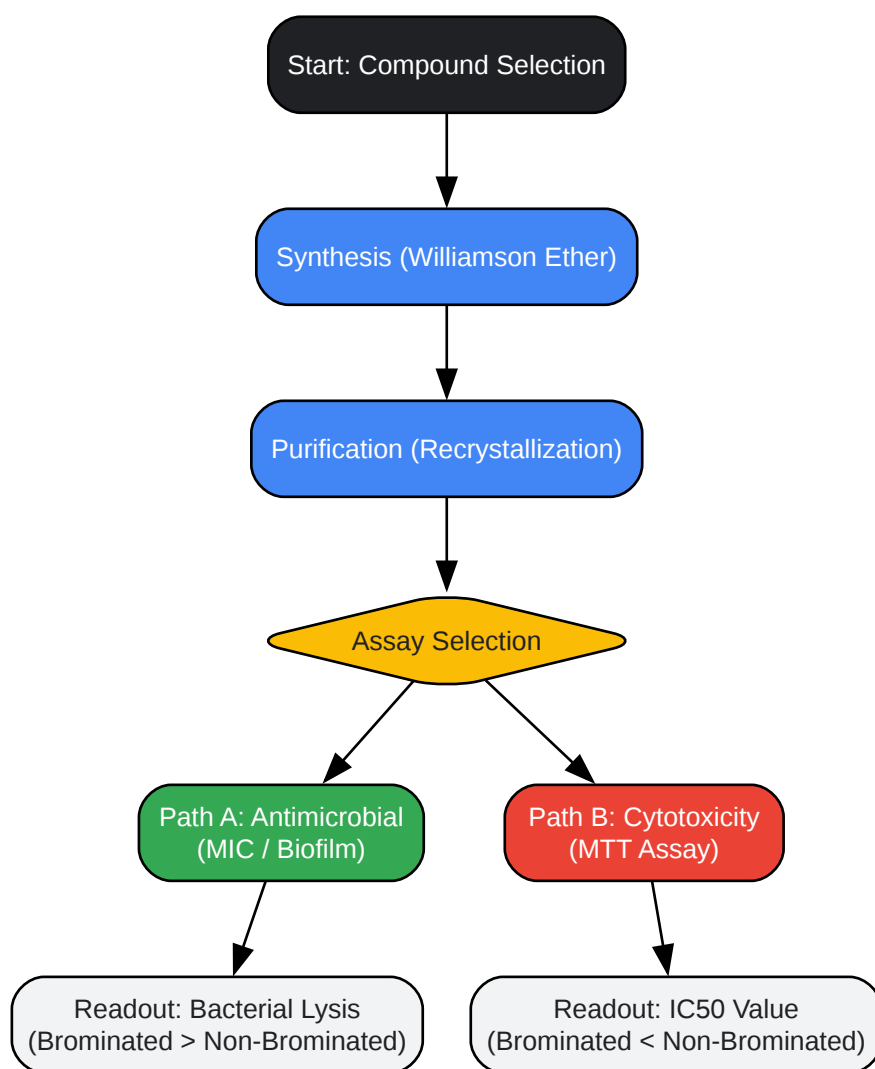 Start: Compound Selection
Synthesis (Williamson Ether)
Purification (Recrystallization)
Assay Selection
Path A: Antimicrobial
(MIC / Biofilm)
Path B: Cytotoxicity
(MTT Assay)
Readout: Bacterial Lysis
(Brominated > Non-Brominated)
Readout: IC50 Value
(Brominated < Non-Brominated)